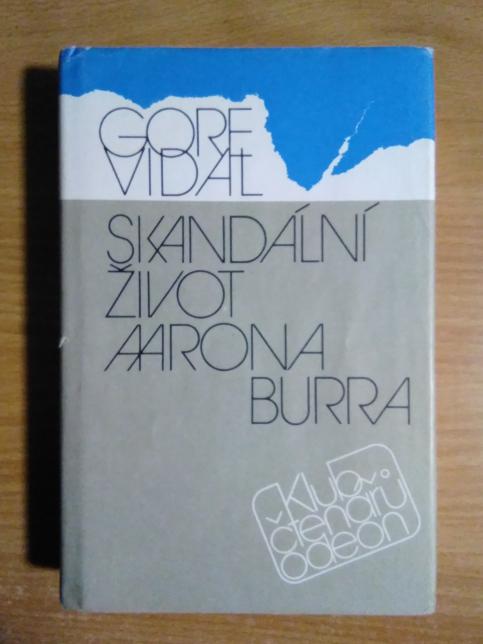 GORE
VIDAL
SKANDÁLNÍ
ŽIVOT
AARONA
BURRA
Klub
čtenářů
odeon